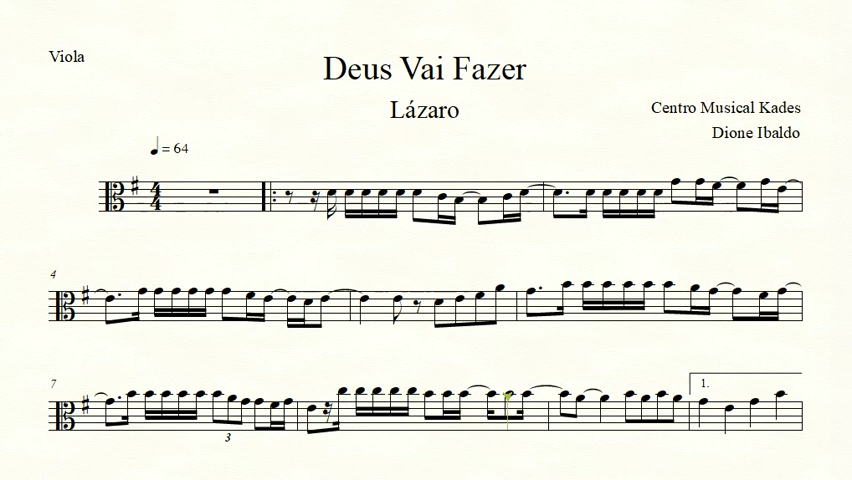 Viola
Deus Vai Fazer
Lázaro
Centro Musical Kades
Dione Ibaldo
= 64
4
4
4
7
3
1.